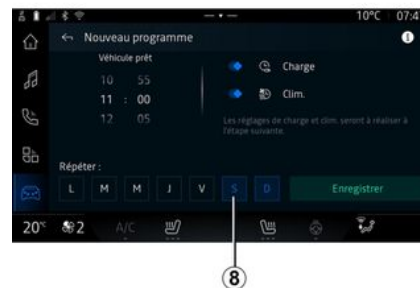 10°C 07:4
Nouveau programme
Véhicule prêt
10 55
11 : 00
12 05
Charge
Clim.
Les réglages de charge et clim. seront à réaliser à
l'étape suivante.
Répéter :
L M M J V S D
Enregistrer
20°C 2 A/C
8